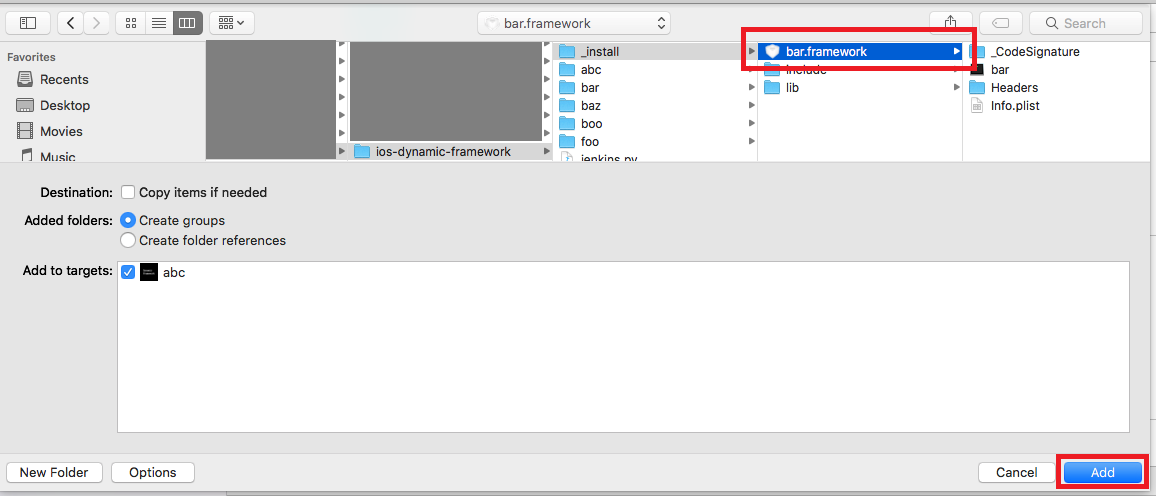 bar.framework
Search
Favorites
Recents
Desktop
Movies
Music
ios-dynamic-framework
_install
abc
bar
baz
boo
foo
jenkins.py
bar.framework
include
lib
_CodeSignature
bar
Headers
Info.plist
Destination: Copy items if needed
Added folders: Create groups
Create folder references
Add to targets: abc
New Folder Options Cancel Add